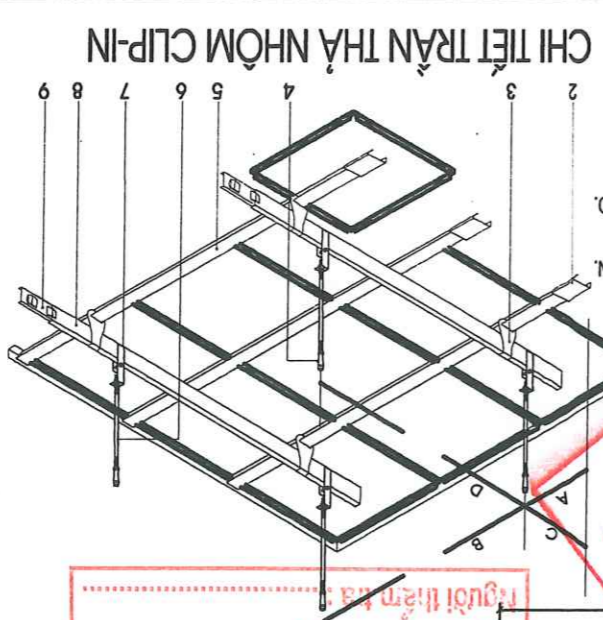 Người thẩm tra : ........................
A
C
B
D
2 3 4 5 6 7 8 9
CHI TIẾT TRẦN THẢ NHÔM CLIP-IN